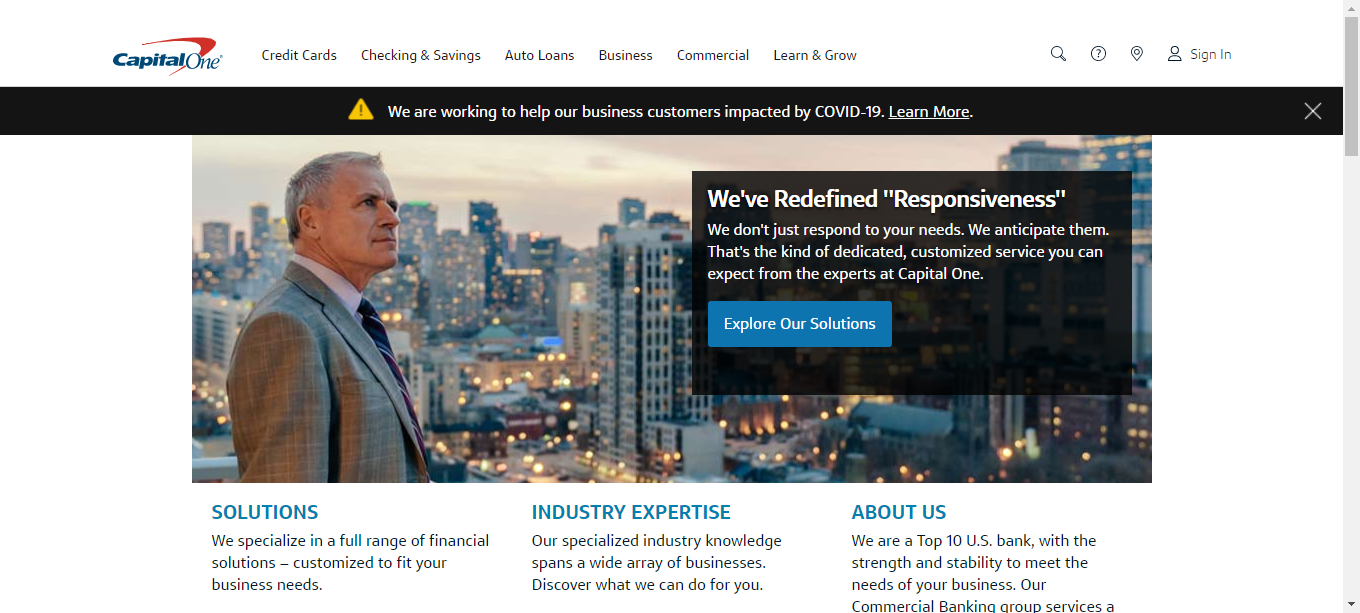 CapitalOne
Credit Cards
Checking & Savings
Auto Loans
Business
Commercial
Learn & Grow
Sign In
We are working to help our business customers impacted by COVID-19. Learn More.
We've Redefined "Responsiveness"
We don't just respond to your needs. We anticipate them.
That's the kind of dedicated, customized service you can
expect from the experts at Capital One.
Explore Our Solutions
SOLUTIONS
We specialize in a full range of financial
solutions – customized to fit your
business needs.
INDUSTRY EXPERTISE
Our specialized industry knowledge
spans a wide array of businesses.
Discover what we can do for you.
ABOUT US
We are a Top 10 U.S. bank, with the
strength and stability to meet the
needs of your business. Our
Commercial Banking group services a